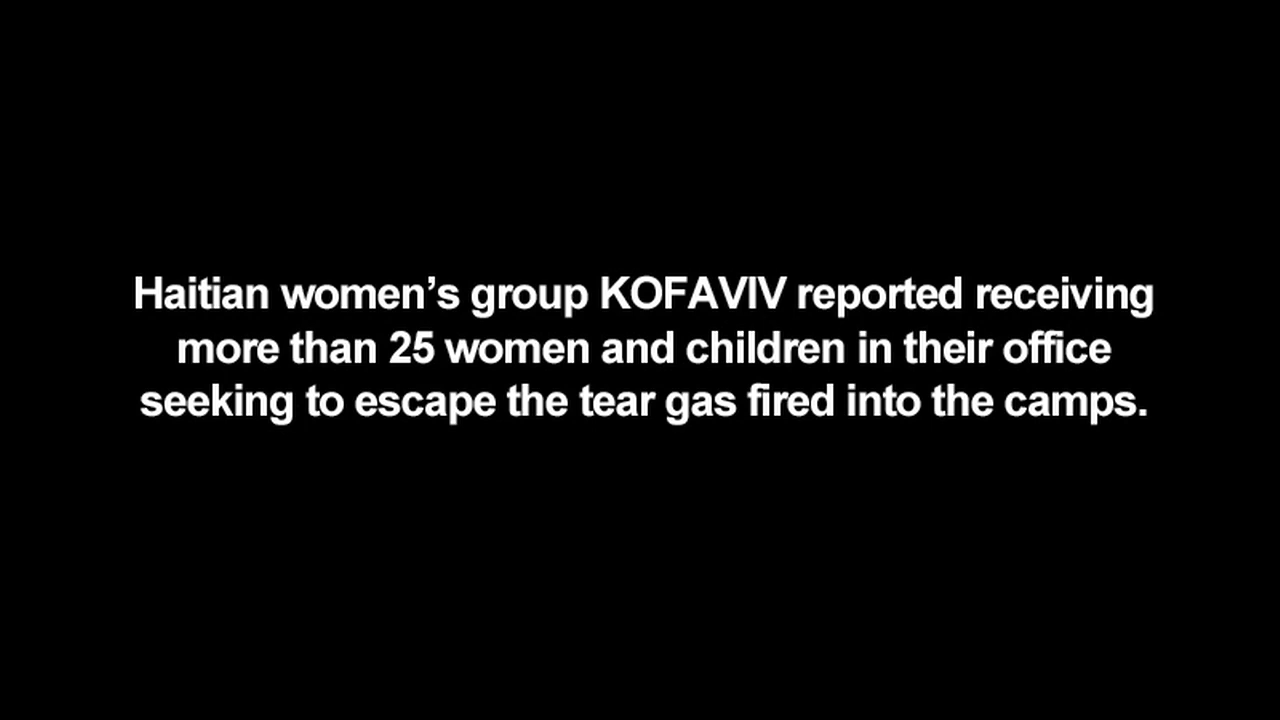 Haitian women’s group KOFAVIV reported receiving
more than 25 women and children in their office
seeking to escape the tear gas fired into the camps.